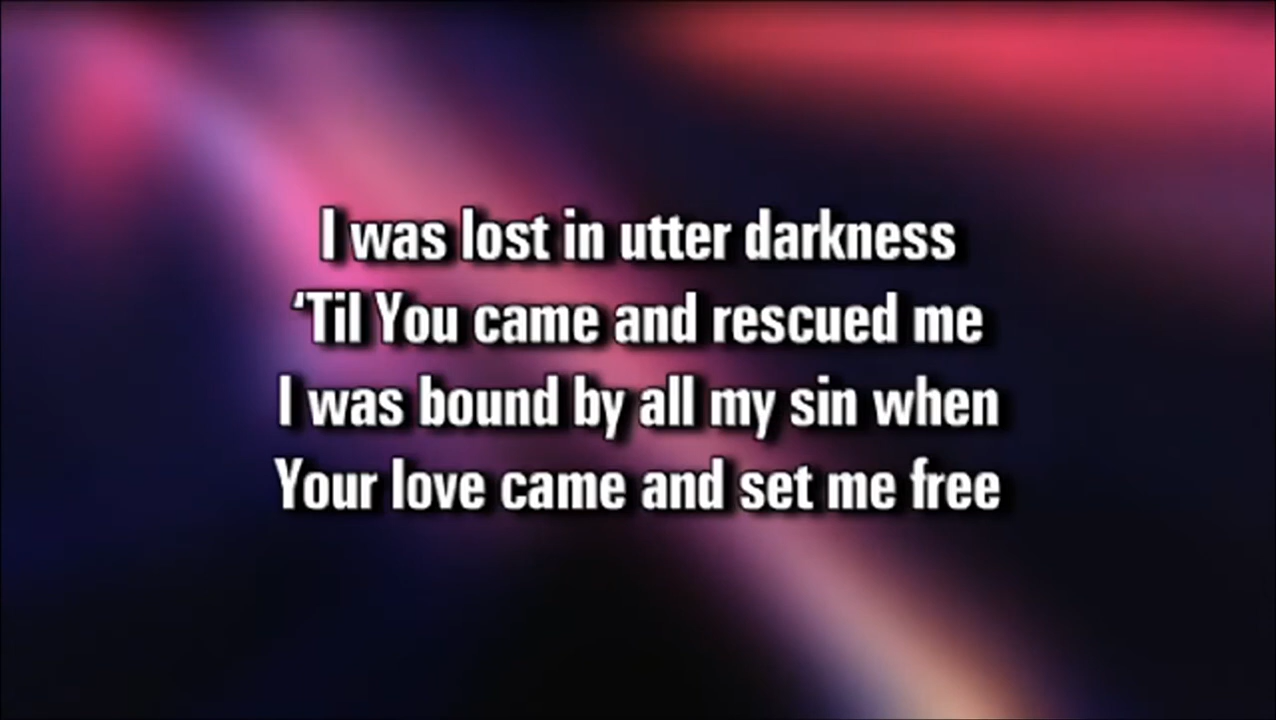 I was lost in utter darkness
‘Til You came and rescued me
I was bound by all my sin when
Your love came and set me free